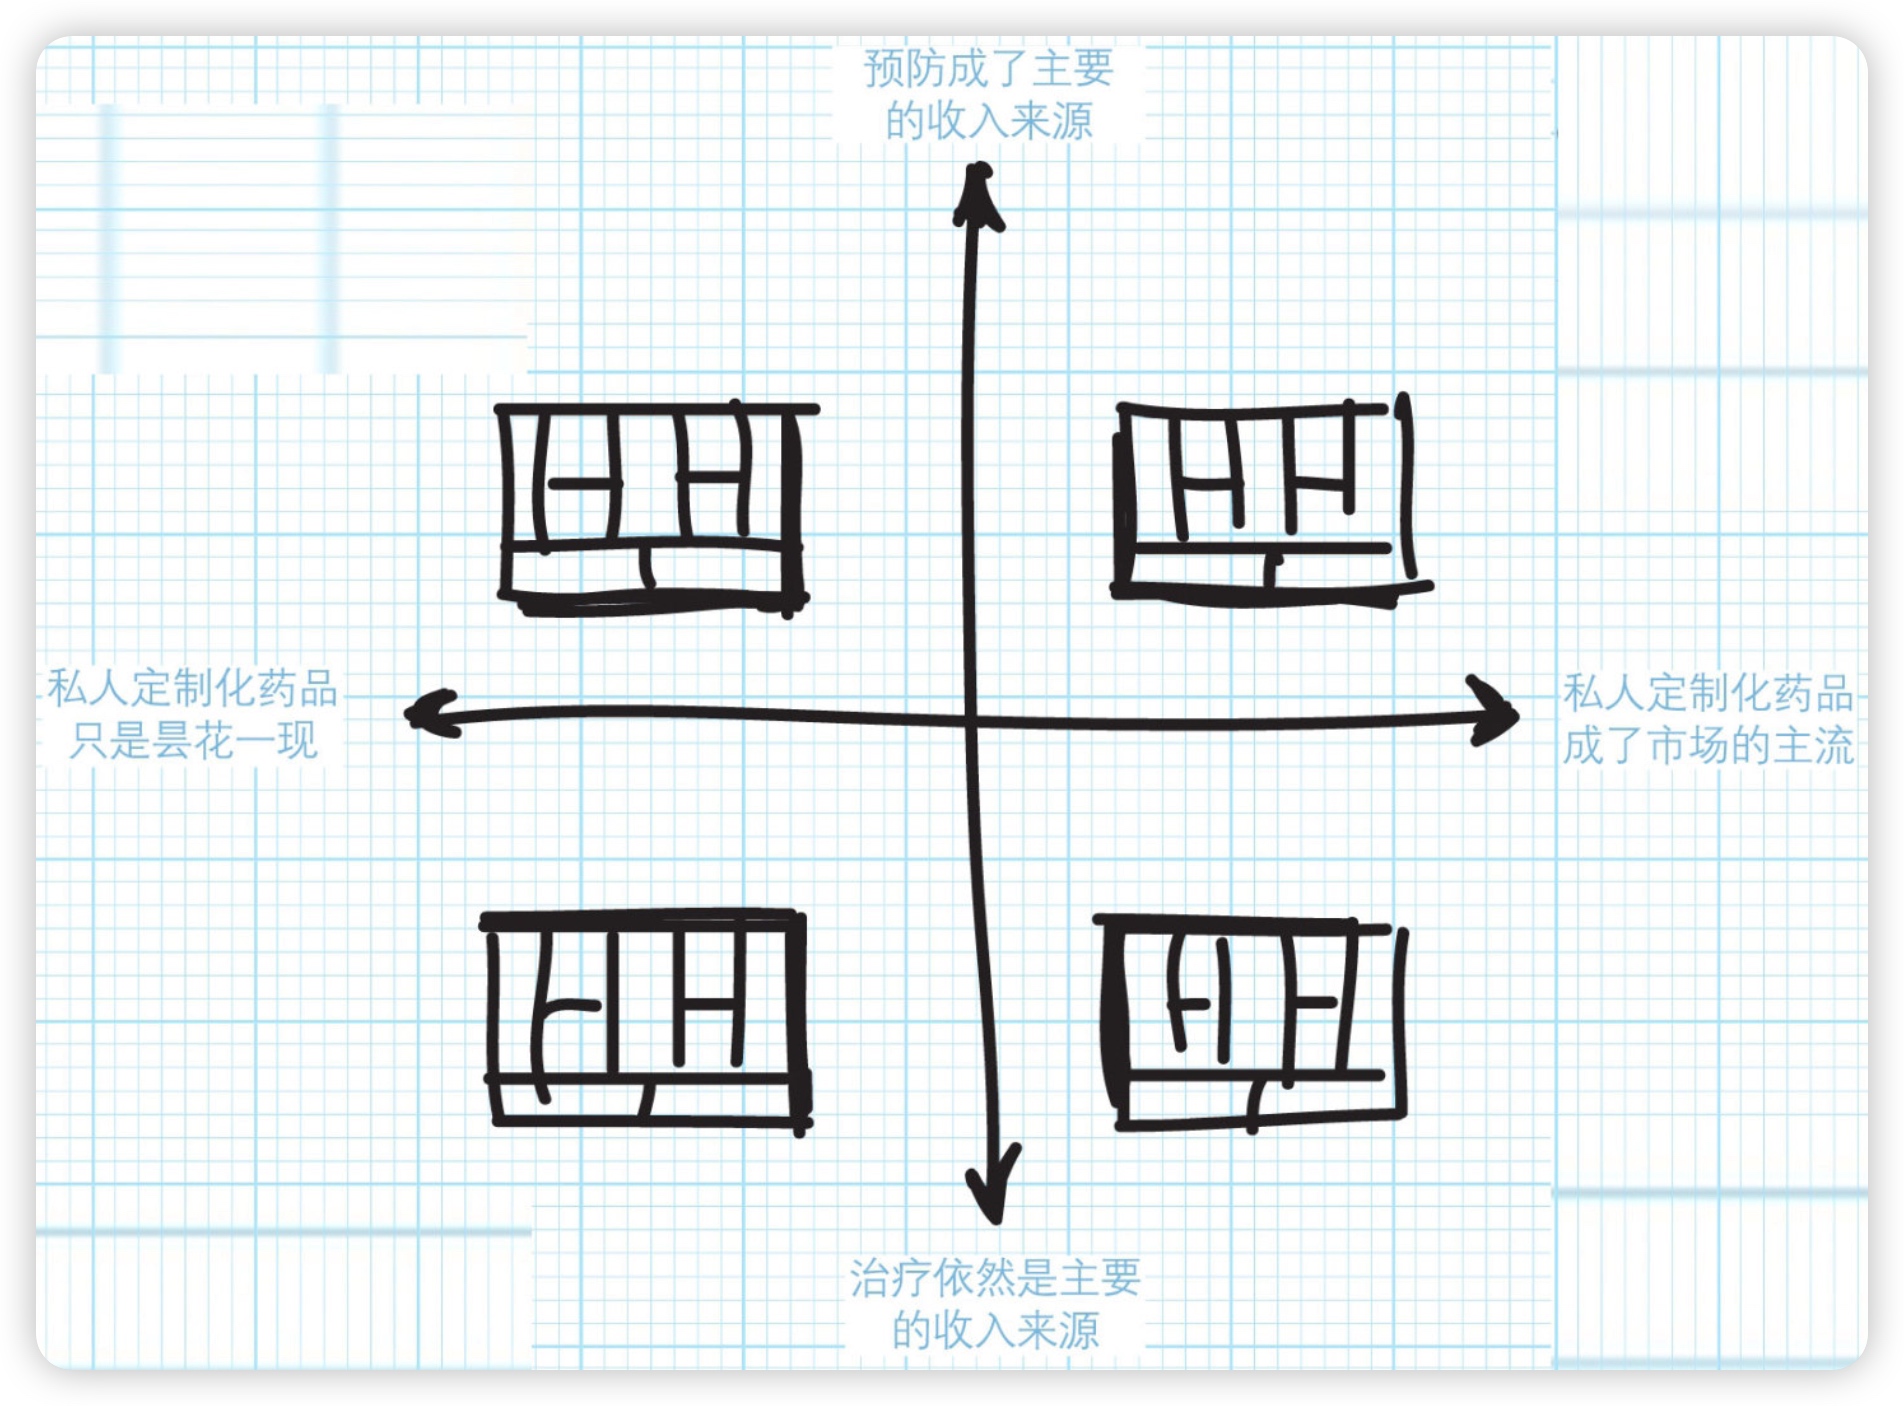 预防成了主要
的收入来源
私人定制化药品
只是昙花一现
私人定制化药品
成了市场的主流
治疗依然是主要
的收入来源